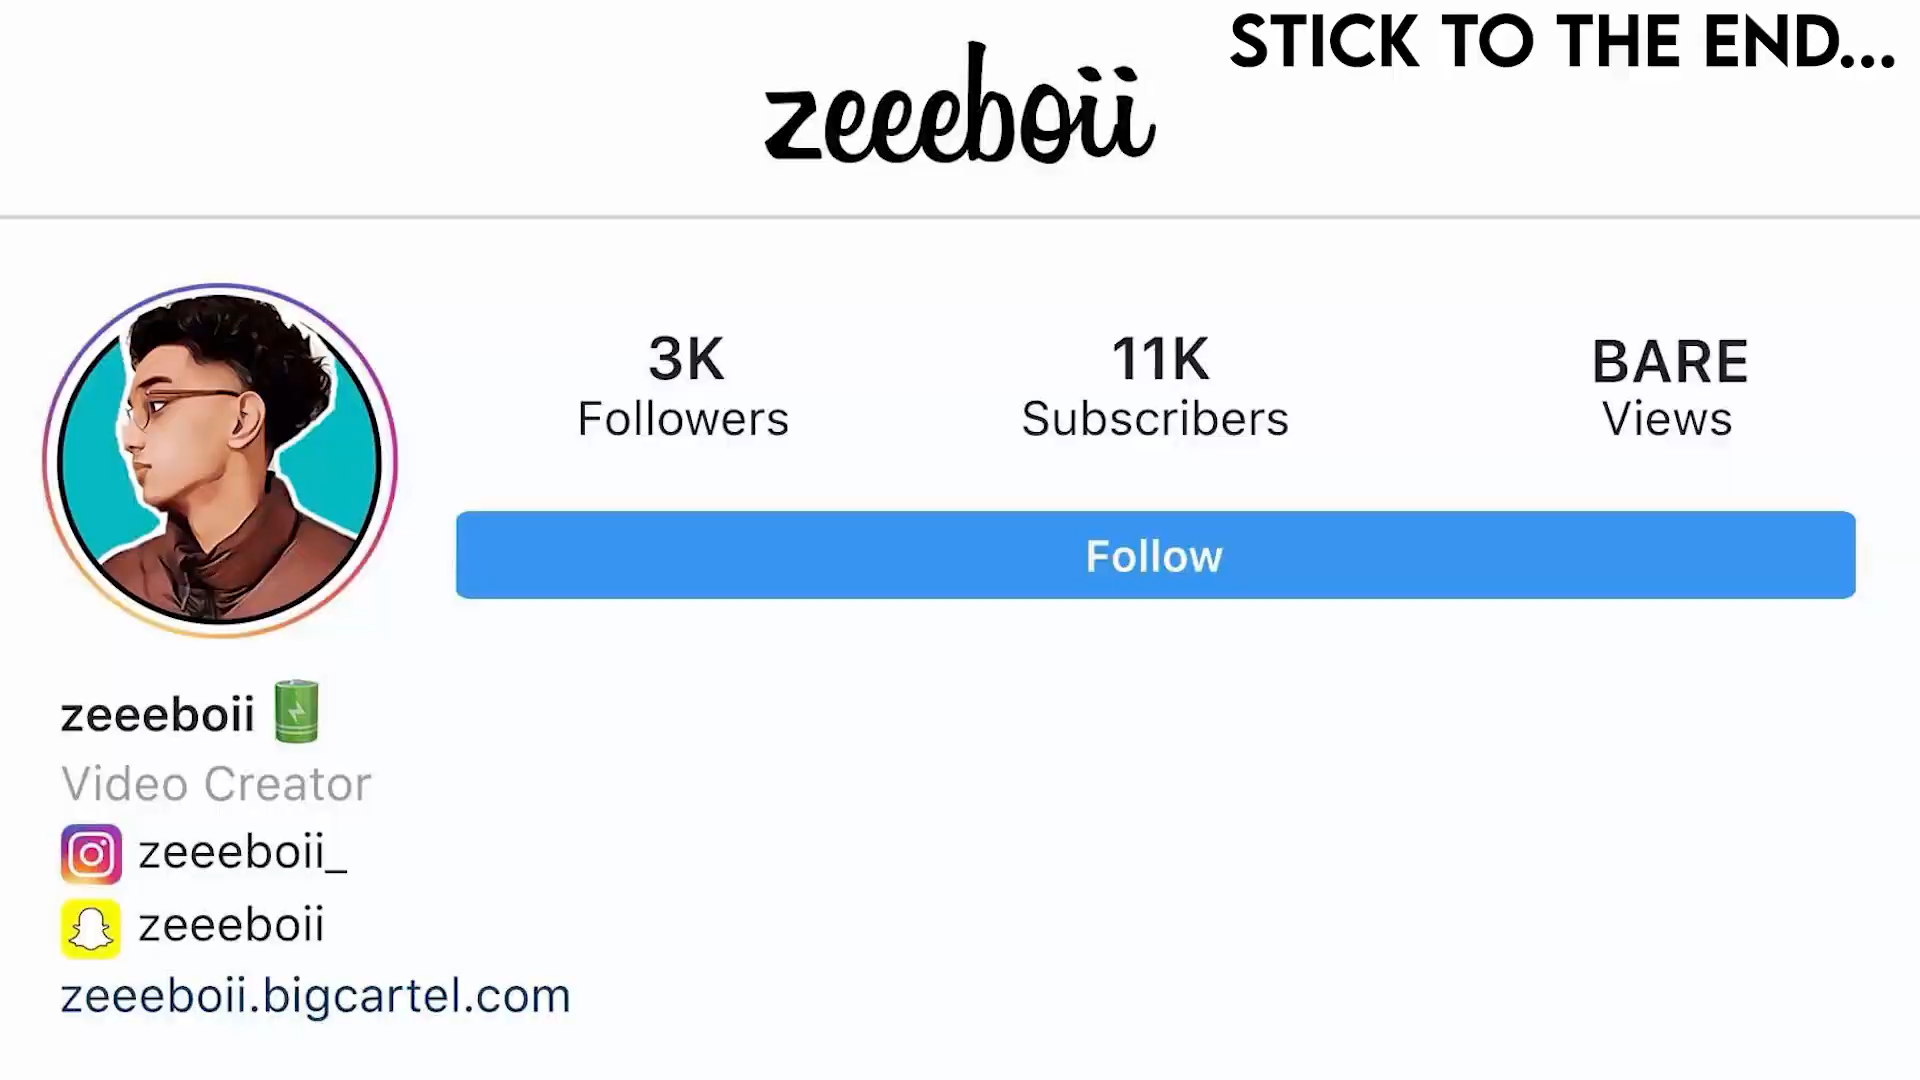 STICK TO THE END...
zeeeboii
3K
Followers
11K
Subscribers
BARE
Views
Follow
zeeeboii
Video Creator
zeeeboii_
zeeeboii
zeeeboii.bigcartel.com